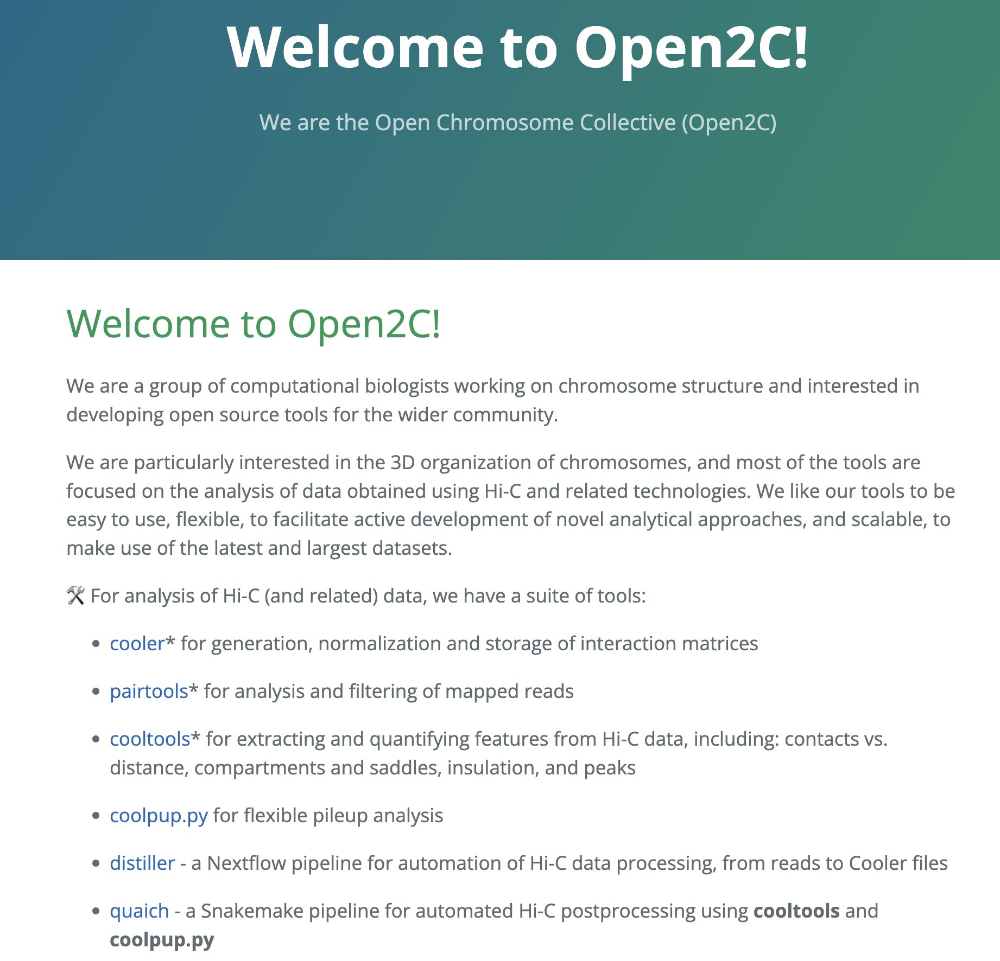 Welcome to Open2C!
We are the Open Chromosome Collective (Open2C)
Welcome to Open2C!
We are a group of computational biologists working on chromosome structure and interested in
developing open source tools for the wider community.
We are particularly interested in the 3D organization of chromosomes, and most of the tools are
focused on the analysis of data obtained using Hi-C and related technologies. We like our tools to be
easy to use, flexible, to facilitate active development of novel analytical approaches, and scalable, to
make use of the latest and largest datasets.
🛠 For analysis of Hi-C (and related) data, we have a suite of tools:
• cooler* for generation, normalization and storage of interaction matrices
• pairtools* for analysis and filtering of mapped reads
• cooltools* for extracting and quantifying features from Hi-C data, including: contacts vs.
distance, compartments and saddles, insulation, and peaks
• coolpup.py for flexible pileup analysis
• distiller - a Nextflow pipeline for automation of Hi-C data processing, from reads to Cooler files
• quaich - a Snakemake pipeline for automated Hi-C postprocessing using cooltools and
coolpup.py